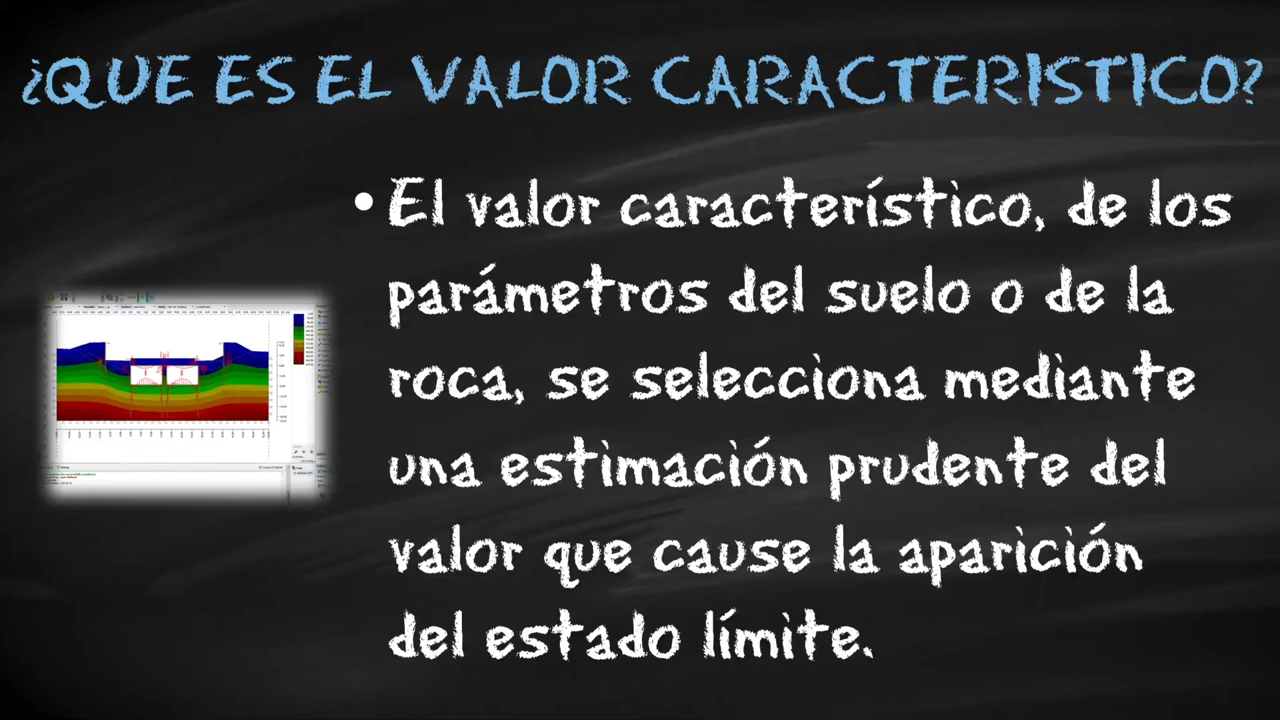 ¿QUE ES EL VALOR CARACTERISTICO?
• El valor característico, de los
parámetros del suelo o de la
roca, se selecciona mediante
una estimación prudente del
valor que cause la aparición
del estado límite.